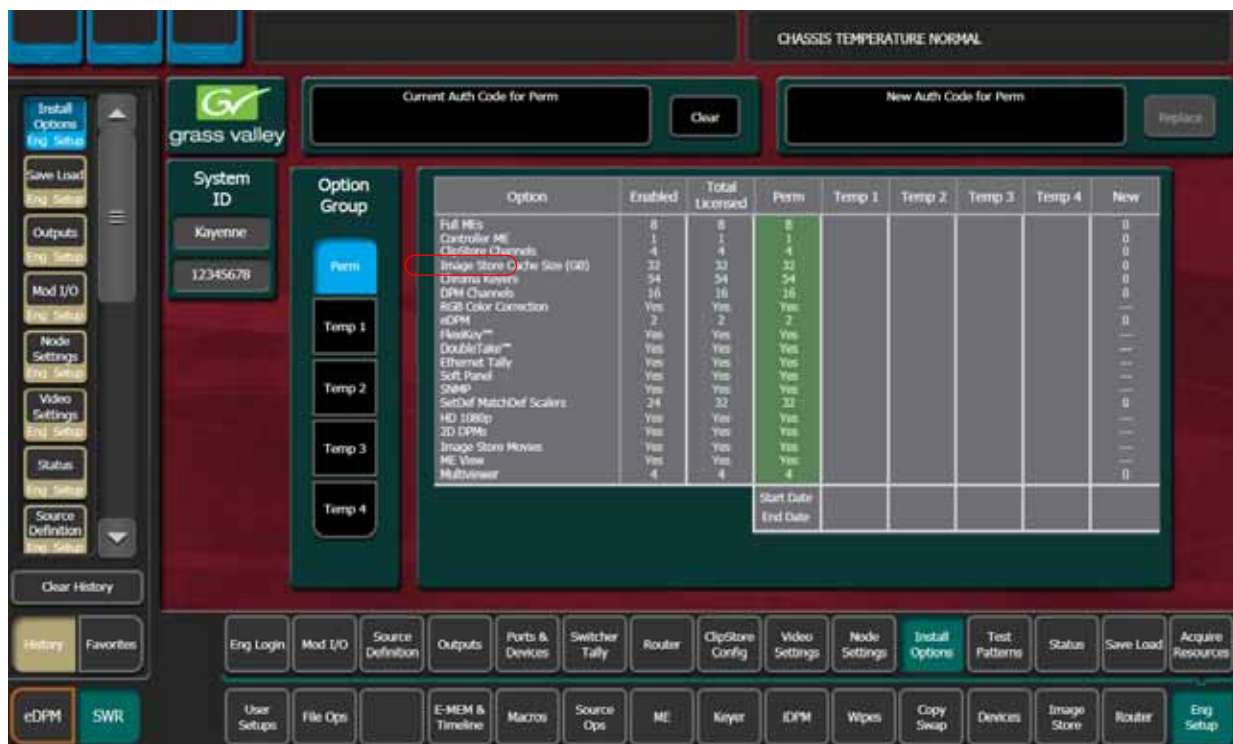 CHASSIS TEMPERATURE NORMAL
Install Options
Eng Setup
Save Load
Eng Setup
Outputs
Eng Setup
Mod I/O
Eng Setup
Node Settings
Eng Setup
Video Settings
Eng Setup
Status
Eng Setup
Source Definition
Eng Setup
Clear History
History Favorites
eDPM SWR
GV
grass valley
Current Auth Code for Perm
Clear
New Auth Code for Perm
Replace
System ID
Kayenne
12345678
Option Group
Perm
Temp 1
Temp 2
Temp 3
Temp 4
Option Enabled Total Licensed Perm Temp 1 Temp 2 Temp 3 Temp 4 New
Full MEs 8 8 8 0
Controller ME 1 1 1 0
ClipStore Channels 4 4 4 0
Image Store Cache Size (GB) 32 32 32 0
Chroma Keyers 54 54 54 0
DPM Channels 16 16 16 0
RGB Color Correction Yes Yes Yes ---
eDPM 2 2 2 0
FlexiKey™ Yes Yes Yes ---
DoubleTake™ Yes Yes Yes ---
Ethernet Tally Yes Yes Yes ---
Soft Panel Yes Yes Yes ---
SNMP Yes Yes Yes ---
SetDef MatchDef Scalers 24 32 32 0
HD 1080p Yes Yes Yes ---
2D DPMs Yes Yes Yes ---
Image Store Movies Yes Yes Yes ---
ME View Yes Yes Yes ---
Multiviewer 4 4 4 0
Start Date
End Date
Eng Login Mod I/O Source Definition Outputs Ports & Devices Switcher Tally Router ClipStore Config Video Settings Node Settings Install Options Test Patterns Status Save Load Acquire Resources
User Setups File Ops E-MEM & Timeline Macros Source Ops ME Keyer iDPM Wipes Copy Swap Devices Image Store Router Eng Setup